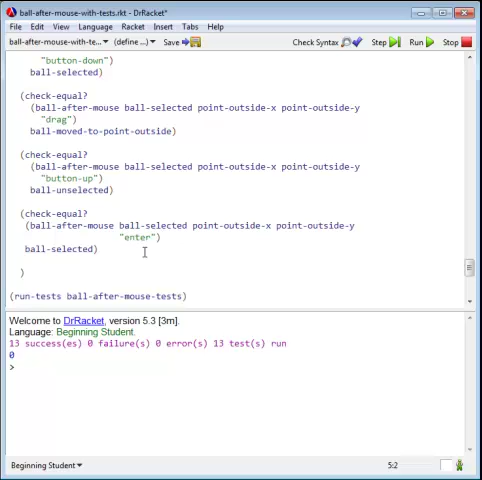 ball-after-mouse-with-tests.rkt - DrRacket*
File Edit View Language Racket Insert Tabs Help
ball-after-mouse-with-te... (define ...) Save Check Syntax Step Run Stop
"button-down")
ball-selected)
(check-equal?
(ball-after-mouse ball-selected point-outside-x point-outside-y
"drag")
ball-moved-to-point-outside)
(check-equal?
(ball-after-mouse ball-selected point-outside-x point-outside-y
"button-up")
ball-unselected)
(check-equal?
(ball-after-mouse ball-selected point-outside-x point-outside-y
"enter")
ball-selected)
)
(run-tests ball-after-mouse-tests)
Welcome to DrRacket, version 5.3 [3m].
Language: Beginning Student.
13 success(es) 0 failure(s) 0 error(s) 13 test(s) run
0
>
Beginning Student 5:2